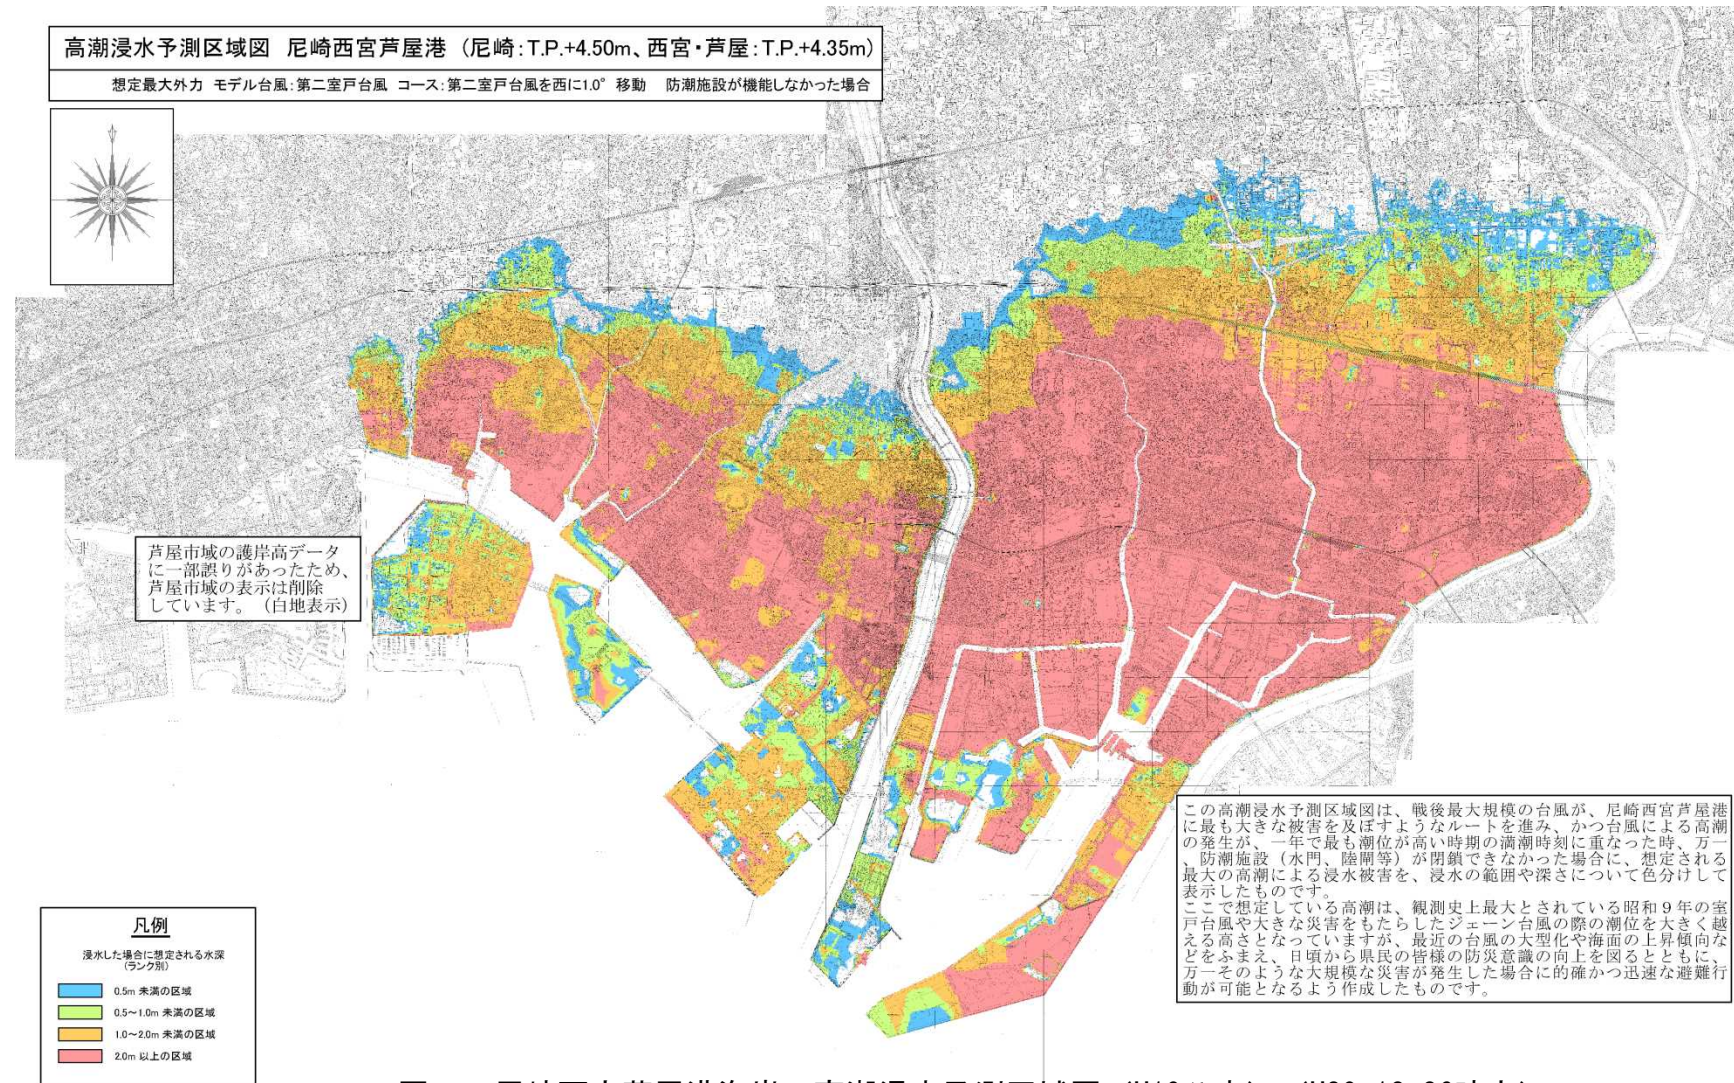 高潮浸水予測区域図 尼崎西宮芦屋港 (尼崎:T.P.+4.50m、西宮・芦屋:T.P.+4.35m)
想定最大外力 モデル台風:第二室戸台風 コース:第二室戸台風を西に1.0° 移動 防潮施設が機能しなかった場合
芦屋市域の護岸高データ
に一部誤りがあったため、
芦屋市域の表示は削除
しています。(白地表示)
この高潮浸水予測区域図は、戦後最大規模の台風が、尼崎西宮芦屋港
に最も大きな被害を及ぼすようなルートを進み、かつ台風による高潮
の発生が、一年で最も潮位が高い時期の満潮時刻に重なった時、万一
、防潮施設(水門、陸閘等)が閉鎖できなかった場合に、想定される
最大の高潮による浸水被害を、浸水の範囲や深さについて色分けして
表示したものです。
ここで想定している高潮は、観測史上最大とされている昭和9年の室
戸台風や大きな災害をもたらしたジェーン台風の際の潮位を大きく越
える高さとなっていますが、最近の台風の大型化や海面の上昇傾向な
どをふまえ、日頃から県民の皆様の防災意識の向上を図るとともに、
万一そのような大規模な災害が発生した場合に的確かつ迅速な避難行
動が可能となるよう作成したものです。
凡例
浸水した場合に想定される水深
(ランク別)
0.5m 未満の区域
0.5～1.0m 未満の区域
1.0～2.0m 未満の区域
2.0m 以上の区域